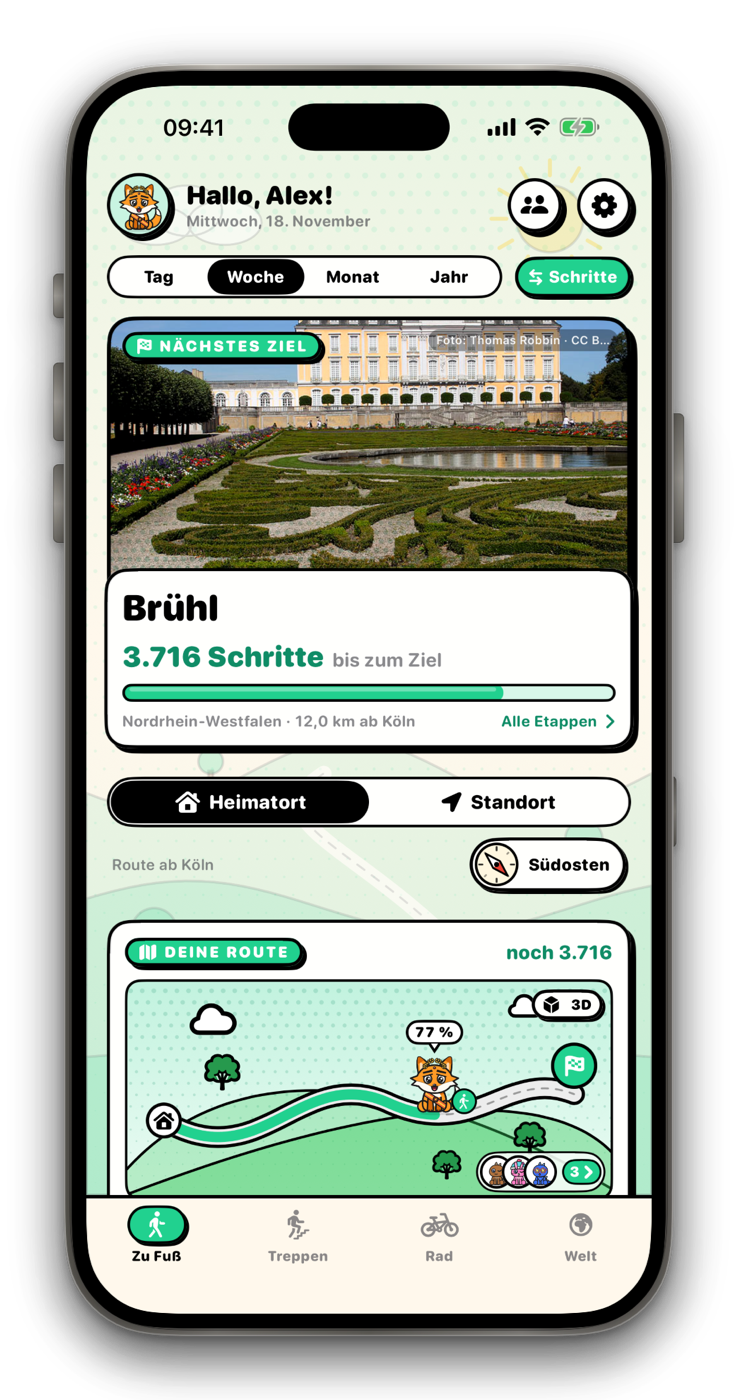 09:41
Hallo, Alex!
Mittwoch, 18. November
Tag Woche Monat Jahr Schritte
NÄCHSTES ZIEL
Foto: Thomas Robbin · CC B...
Brühl
3.716 Schritte bis zum Ziel
Nordrhein-Westfalen · 12,0 km ab Köln Alle Etappen
Heimatort Standort
Route ab Köln Südosten
DEINE ROUTE noch 3.716
3D
77 %
3
Zu Fuß Treppen Rad Welt